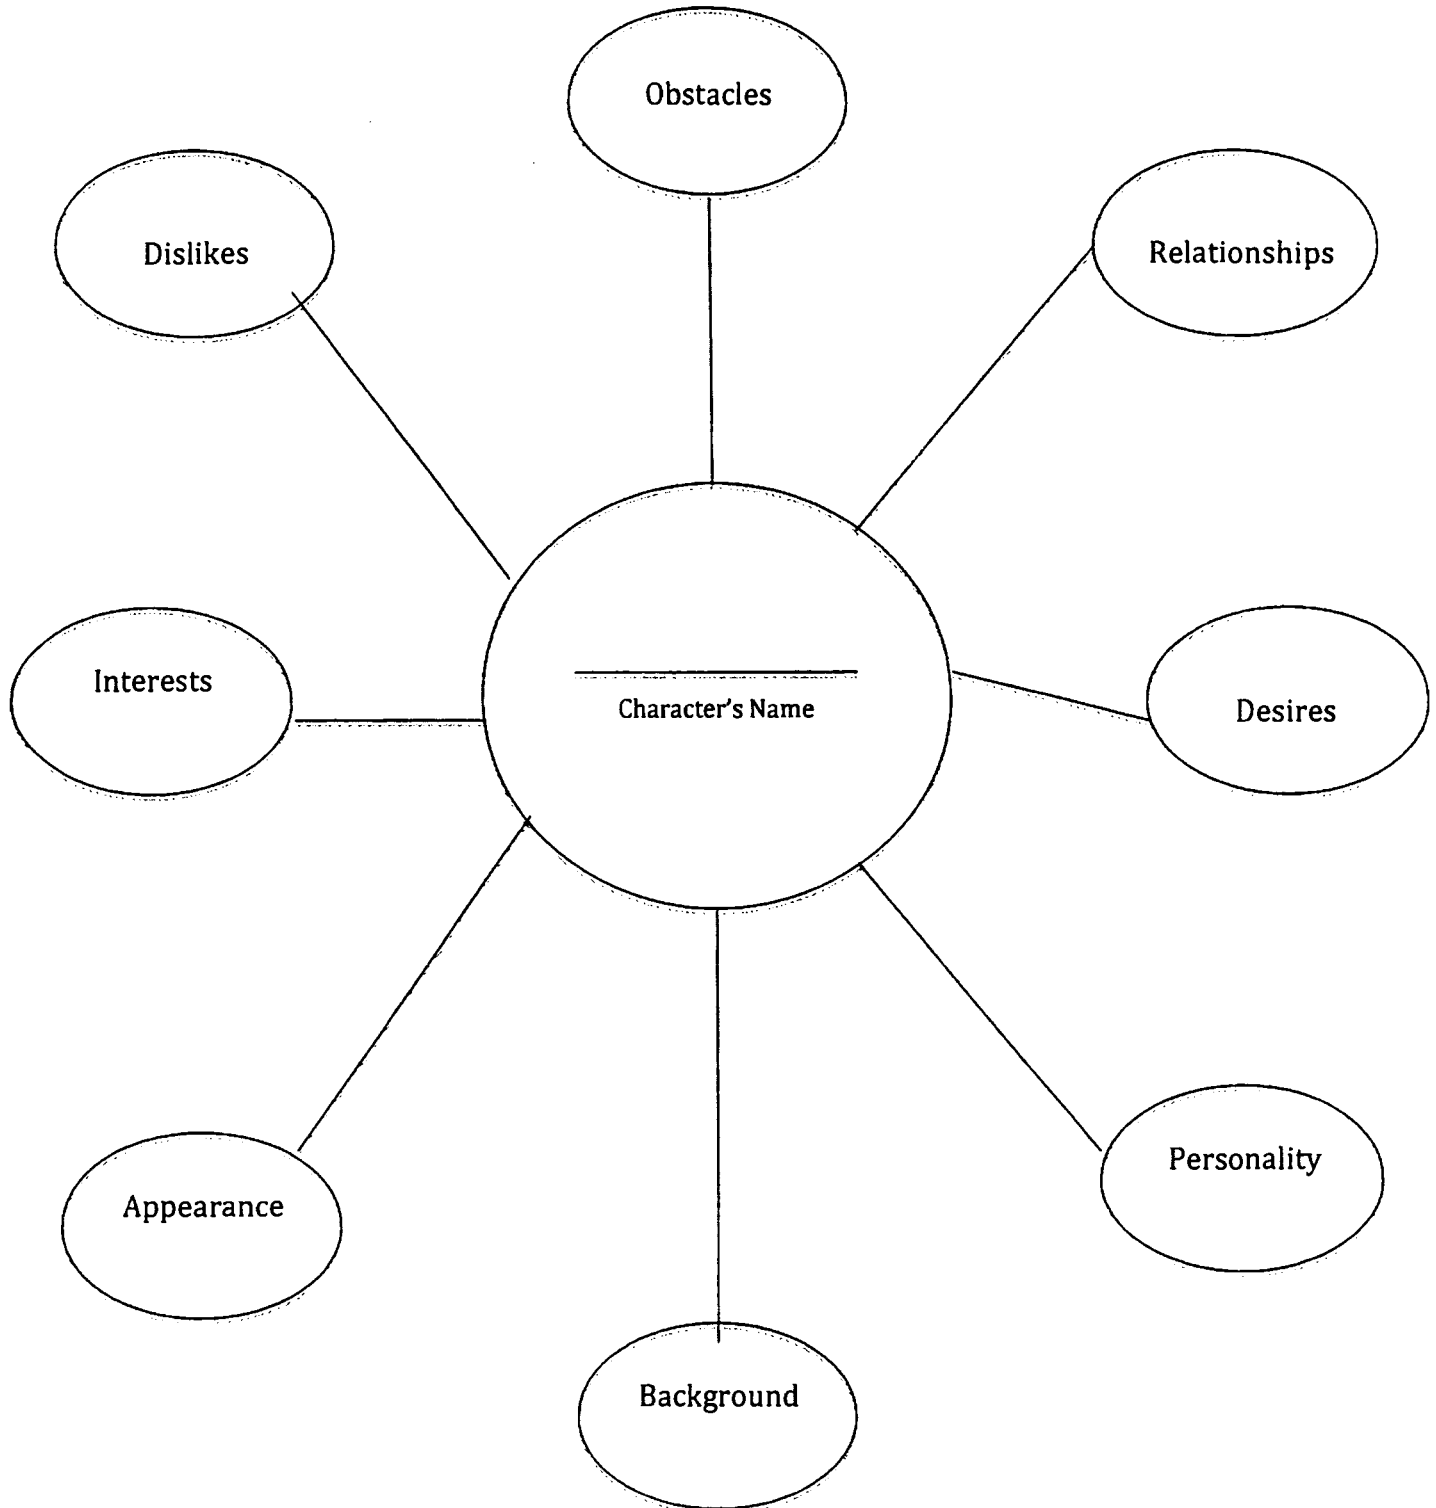 Obstacles
Dislikes
Relationships
Interests
Character's Name
Desires
Personality
Appearance
Background